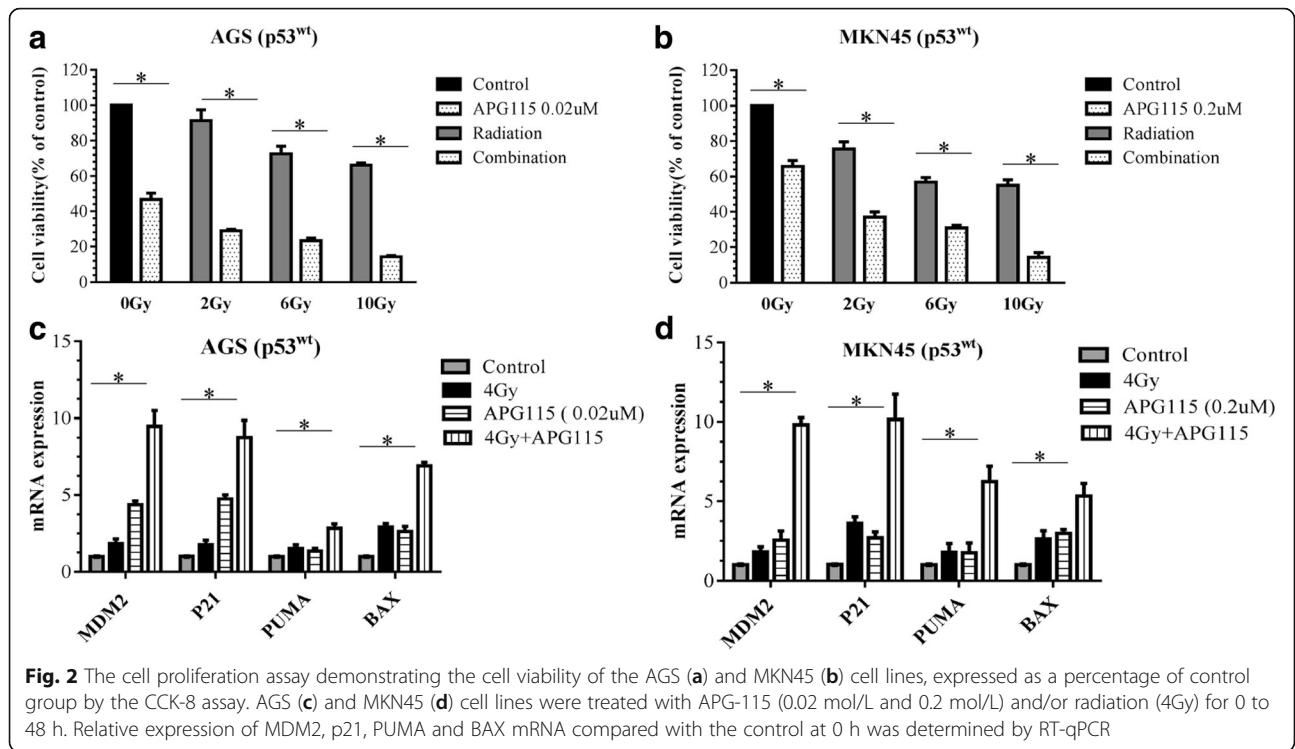 a
AGS (p53wt)
Cell viability(% of control)
120
100
80
60
40
20
0
* * * *
0Gy 2Gy 6Gy 10Gy
Control
APG115 0.02uM
Radiation
Combination
b
MKN45 (p53wt)
Cell viability(% of control)
120
100
80
60
40
20
0
* * * *
0Gy 2Gy 6Gy 10Gy
Control
APG115 0.2uM
Radiation
Combination
c
AGS (p53wt)
mRNA expression
15
10
5
0
* * * *
MDM2 P21 PUMA BAX
Control
4Gy
APG115 ( 0.02uM)
4Gy+APG115
d
MKN45 (p53wt)
mRNA expression
15
10
5
0
* * * *
MDM2 P21 PUMA BAX
Control
4Gy
APG115 (0.2uM)
4Gy+APG115
Fig. 2 The cell proliferation assay demonstrating the cell viability of the AGS (a) and MKN45 (b) cell lines, expressed as a percentage of control
group by the CCK-8 assay. AGS (c) and MKN45 (d) cell lines were treated with APG-115 (0.02 mol/L and 0.2 mol/L) and/or radiation (4Gy) for 0 to
48 h. Relative expression of MDM2, p21, PUMA and BAX mRNA compared with the control at 0 h was determined by RT-qPCR